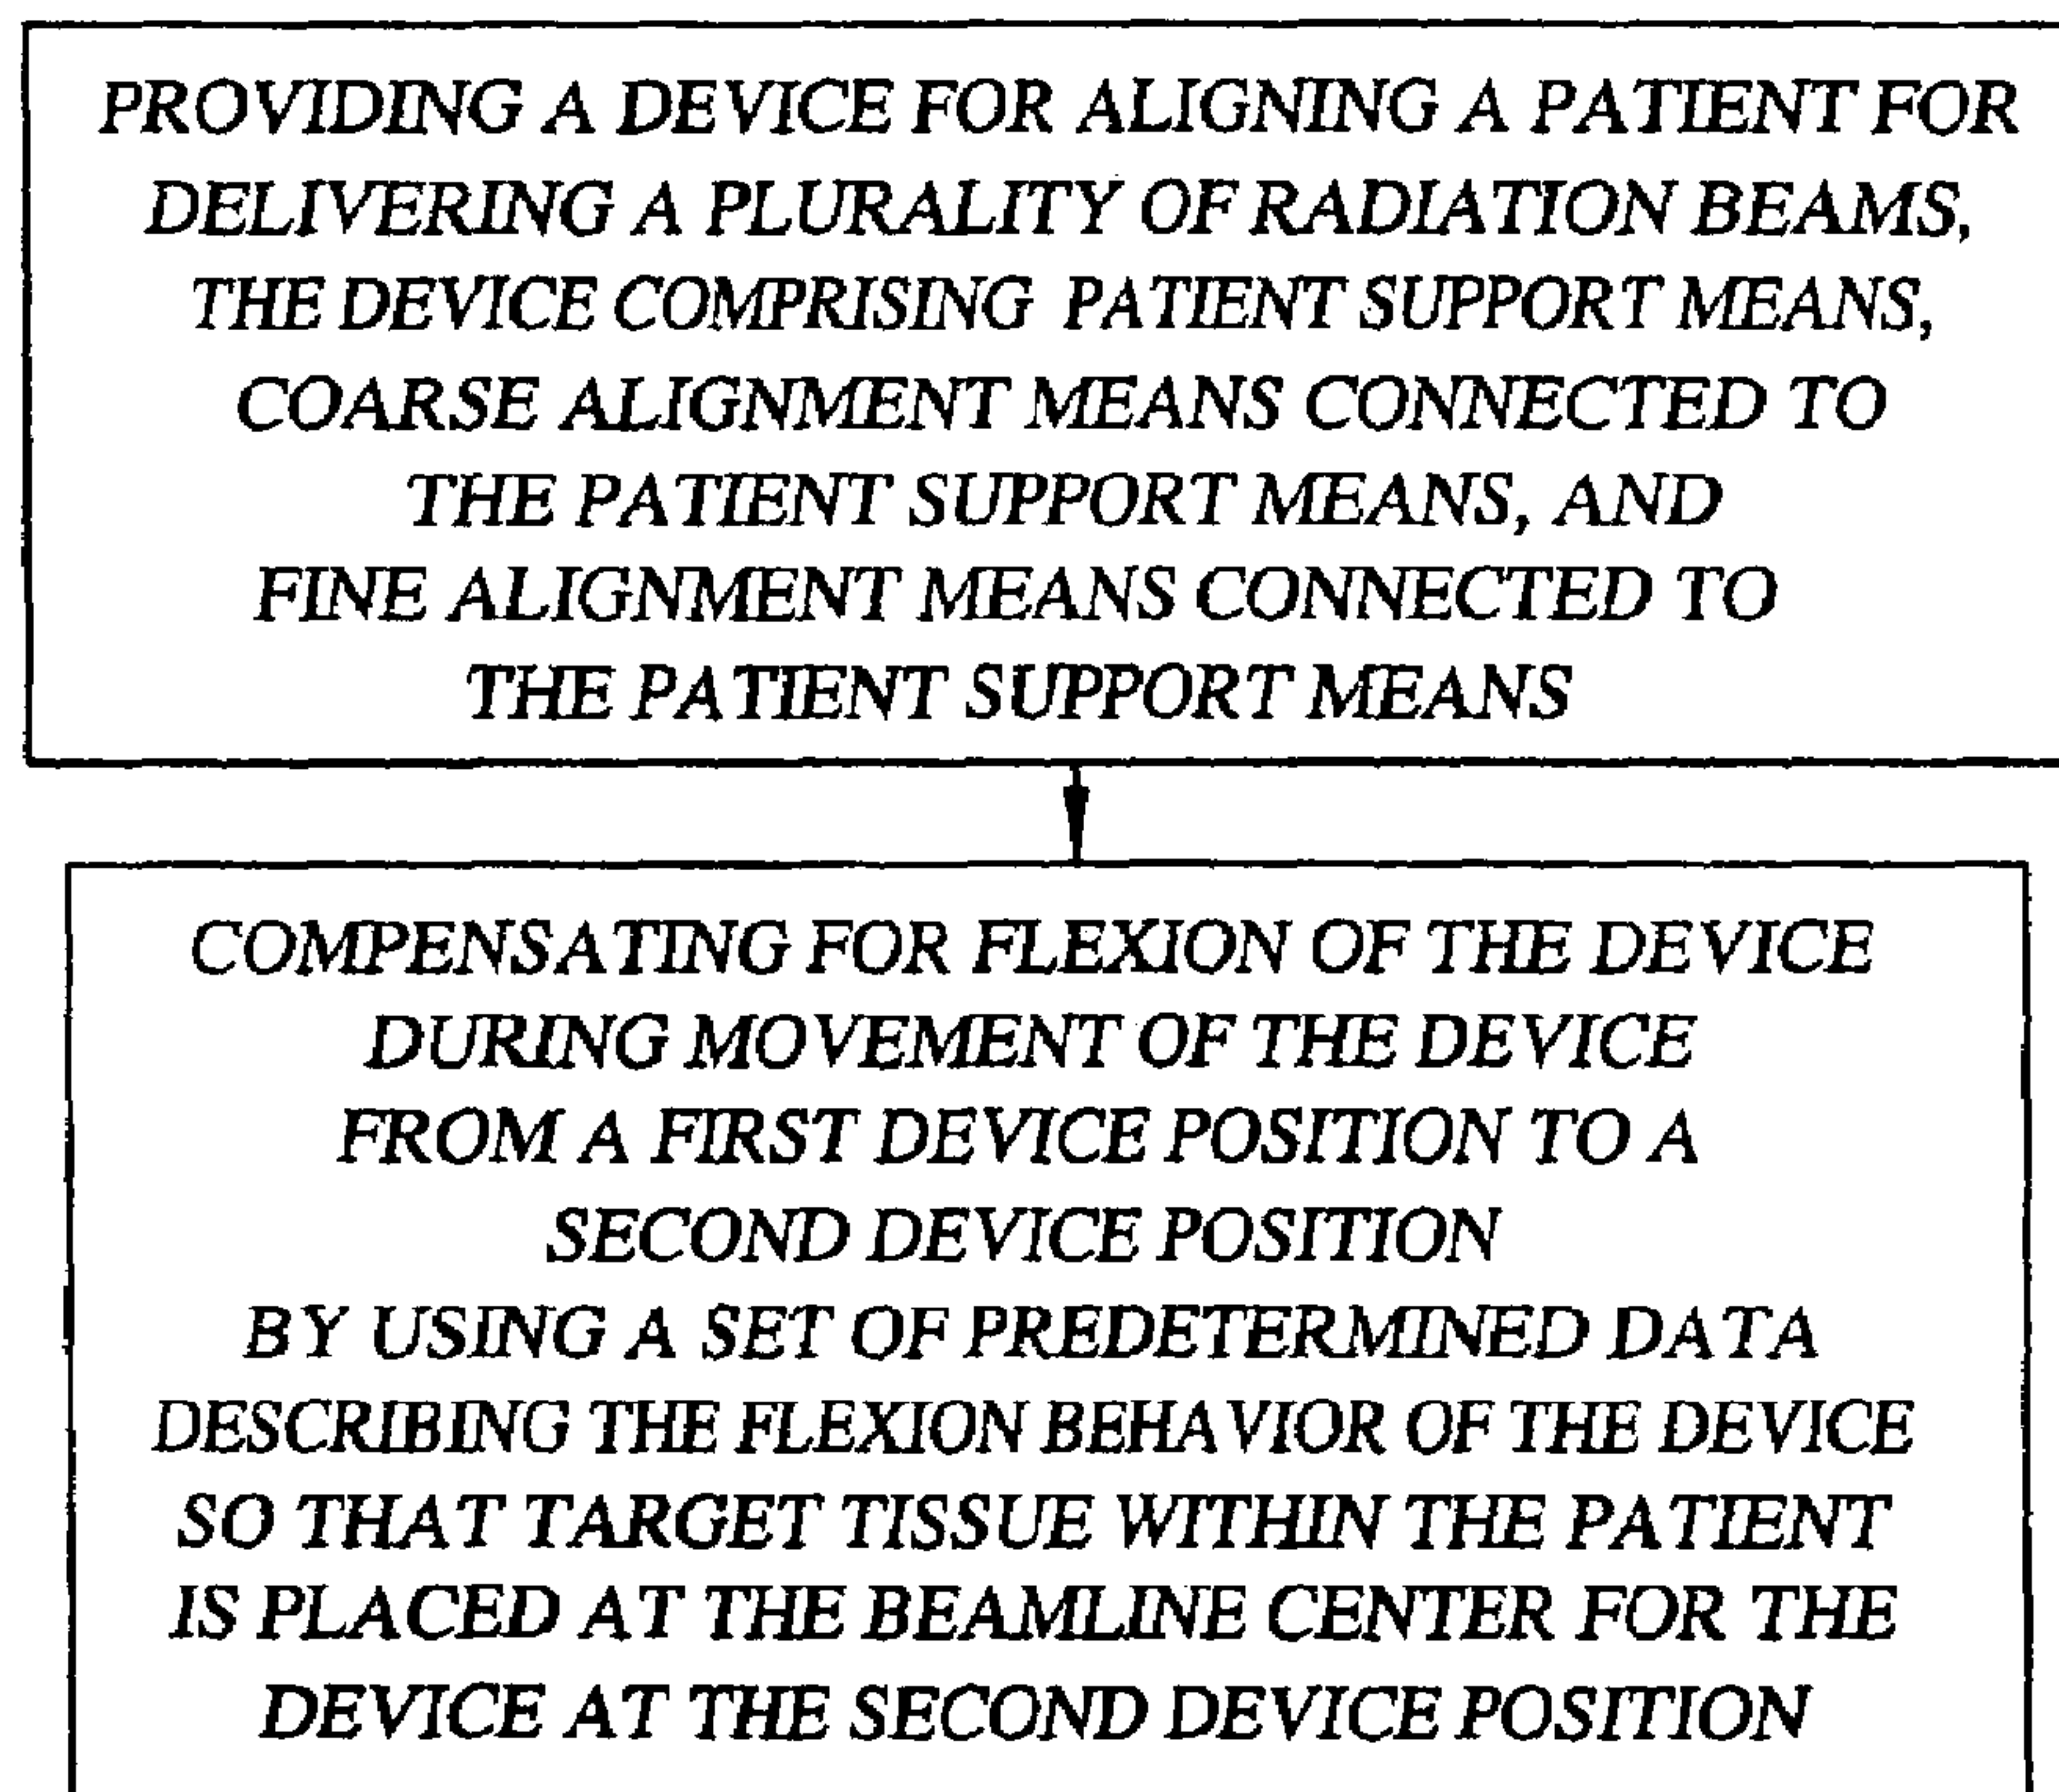 PROVIDING A DEVICE FOR ALIGNING A PATIENT FOR
DELIVERING A PLURALITY OF RADIATION BEAMS,
THE DEVICE COMPRISING PATIENT SUPPORT MEANS,
COARSE ALIGNMENT MEANS CONNECTED TO
THE PATIENT SUPPORT MEANS, AND
FINE ALIGNMENT MEANS CONNECTED TO
THE PATIENT SUPPORT MEANS
COMPENSATING FOR FLEXION OF THE DEVICE
DURING MOVEMENT OF THE DEVICE
FROM A FIRST DEVICE POSITION TO A
SECOND DEVICE POSITION
BY USING A SET OF PREDETERMINED DATA
DESCRIBING THE FLEXION BEHAVIOR OF THE DEVICE
SO THAT TARGET TISSUE WITHIN THE PATIENT
IS PLACED AT THE BEAMLINE CENTER FOR THE
DEVICE AT THE SECOND DEVICE POSITION